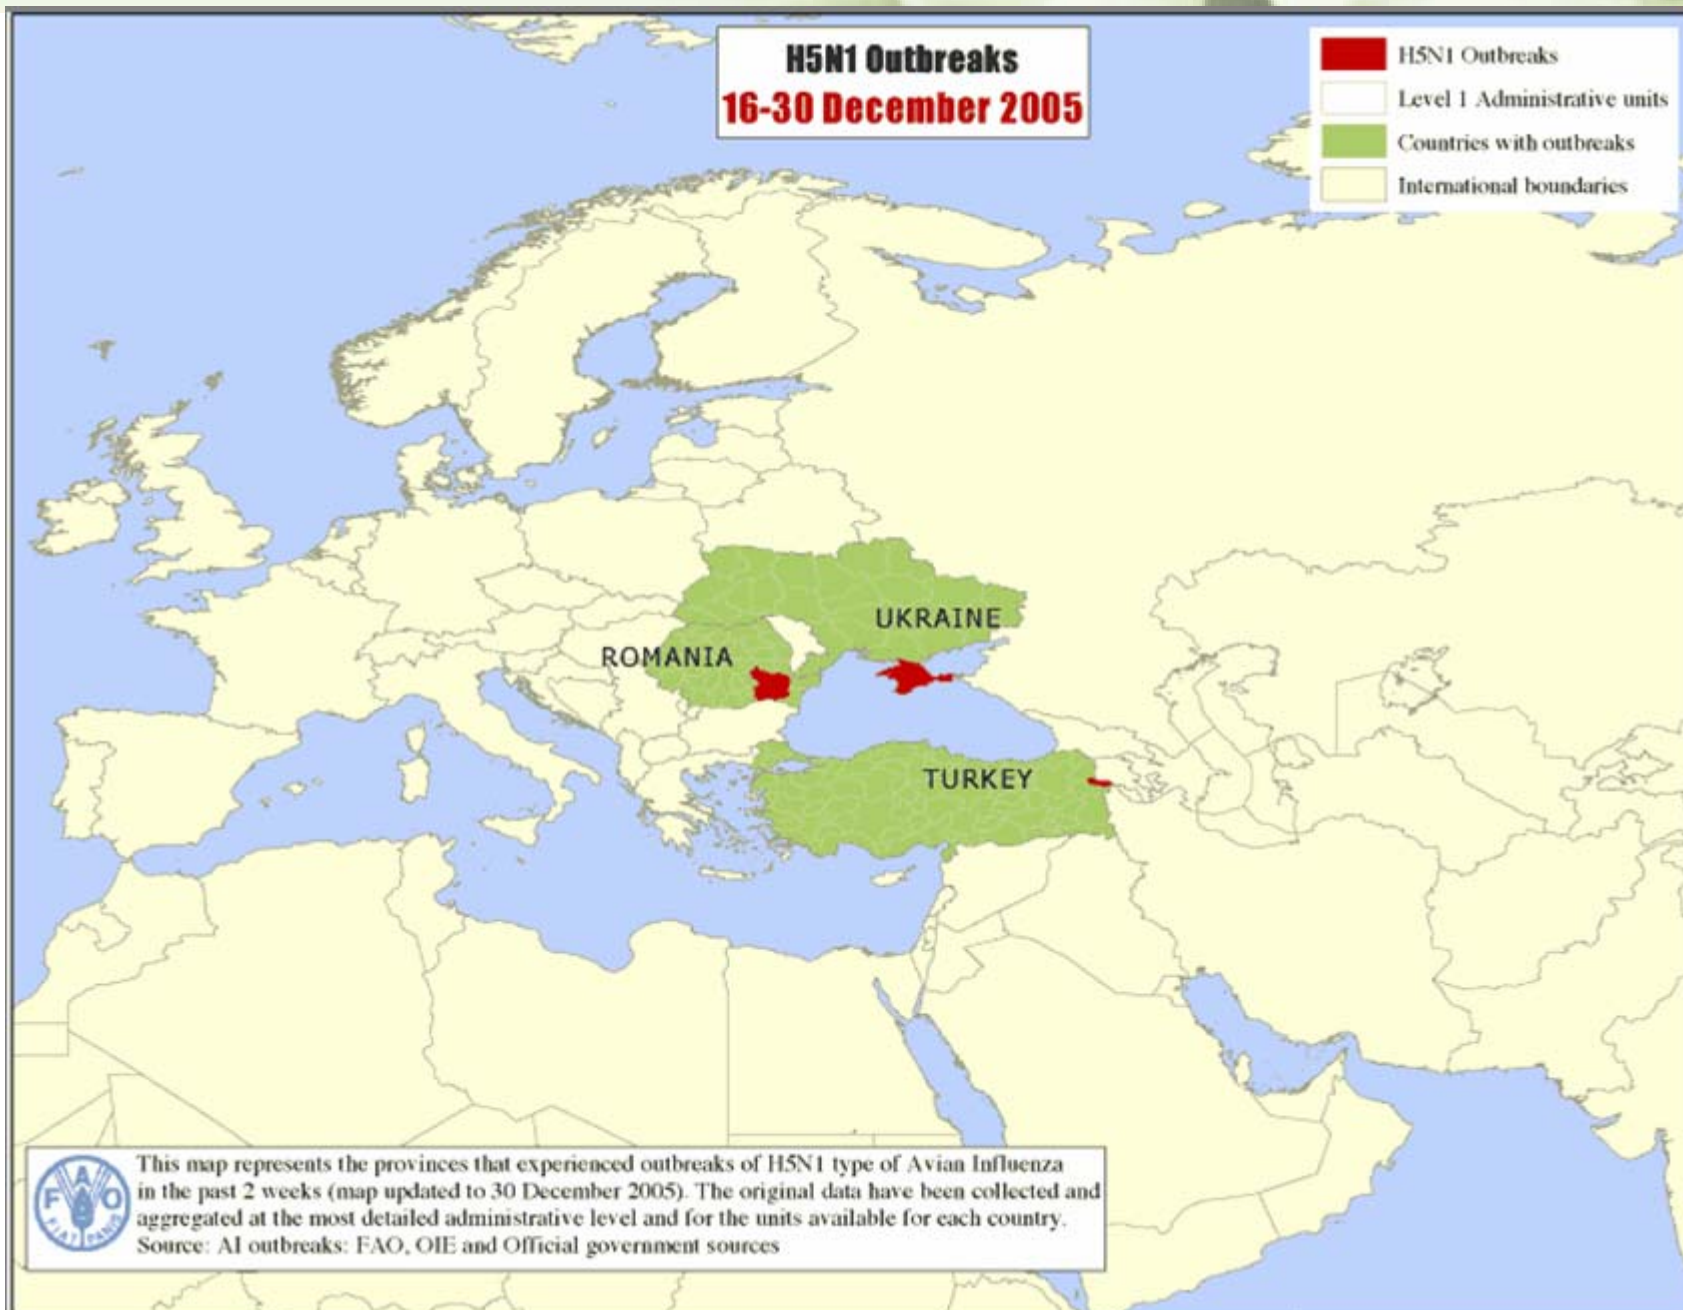 H5N1 Outbreaks
16-30 December 2005
H5N1 Outbreaks
Level 1 Administrative units
Countries with outbreaks
International boundaries
UKRAINE
ROMANIA
TURKEY
F A O
FIAT PANIS
This map represents the provinces that experienced outbreaks of H5N1 type of Avian Influenza
in the past 2 weeks (map updated to 30 December 2005). The original data have been collected and
aggregated at the most detailed administrative level and for the units available for each country.
Source: AI outbreaks: FAO, OIE and Official government sources